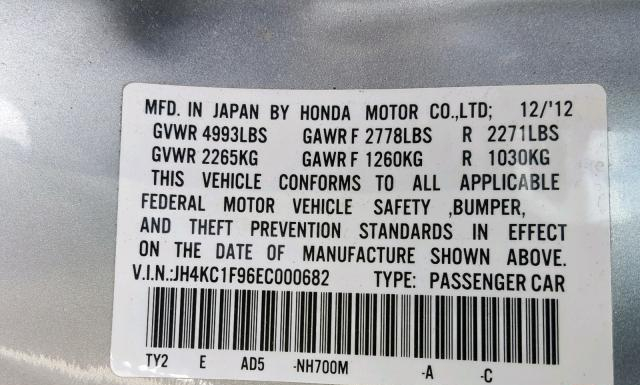 MFD. IN JAPAN BY HONDA MOTOR CO.,LTD; 12/'12
GVWR 4993LBS GAWR F 2778LBS R 2271LBS
GVWR 2265KG GAWR F 1260KG R 1030KG
THIS VEHICLE CONFORMS TO ALL APPLICABLE
FEDERAL MOTOR VEHICLE SAFETY ,BUMPER,
AND THEFT PREVENTION STANDARDS IN EFFECT
ON THE DATE OF MANUFACTURE SHOWN ABOVE.
V.I.N.:JH4KC1F96EC000682 TYPE: PASSENGER CAR
TY2 E AD5 -NH700M -A -C